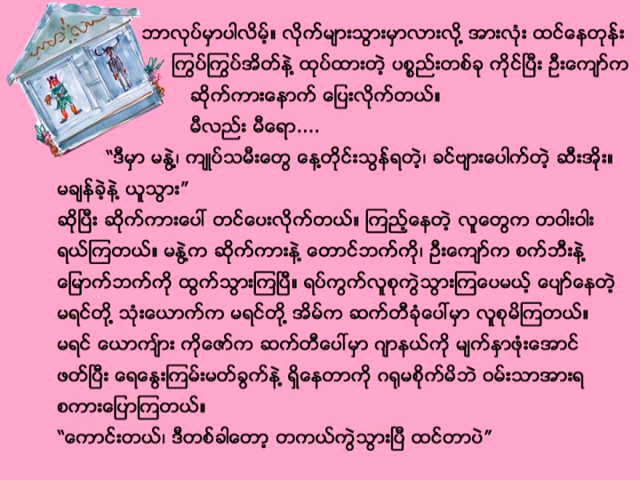 ဘာလုပ်မှာပါလိမ့်။ လိုက်များသွားမှာလားလို့ အားလုံး ထင်နေတုန်း
ကြွပ်ကြွပ်အိတ်နဲ့ ထုပ်ထားတဲ့ ပစ္စည်းတစ်ခု ကိုင်ပြီး ဦးကျော်က
ဆိုက်ကားနောက် ပြေးလိုက်တယ်။
မီလည်း မီရော....
“ဒီမှာ မနွဲ့၊ ကျုပ်သမီးတွေ နေ့တိုင်းသွန်ရတဲ့၊ ခင်ဗျားပေါက်တဲ့ ဆီးအိုး။
မချန်ခဲ့နဲ့ ယူသွား”
ဆိုပြီး ဆိုက်ကားပေါ် တင်ပေးလိုက်တယ်။ ကြည့်နေတဲ့ လူတွေက တဝါးဝါး
ရယ်ကြတယ်။ မနွဲ့က ဆိုက်ကားနဲ့ တောင်ဘက်ကို၊ ဦးကျော်က စက်ဘီးနဲ့
မြောက်ဘက်ကို ထွက်သွားကြပြီ။ ရပ်ကွက်လူစုကွဲသွားကြပေမယ့် ပျော်နေတဲ့
မရင်တို့ သုံးယောက်က မရင်တို့ အိမ်က ဆက်တီခုံပေါ်မှာ လူစုမိကြတယ်။
မရင် ယောက်ျား ကိုဇော်က ဆက်တီပေါ်မှာ ဂျာနယ်ကို မျက်နှာဖုံးအောင်
ဖတ်ပြီး ရေနွေးကြမ်းမတ်ခွက်နဲ့ ရှိနေတာကို ဂရုမစိုက်မိဘဲ ဝမ်းသာအားရ
စကားပြောကြတယ်။
“ကောင်းတယ်၊ ဒီတစ်ခါတော့ တကယ်ကွဲသွားပြီ ထင်တာပဲ”